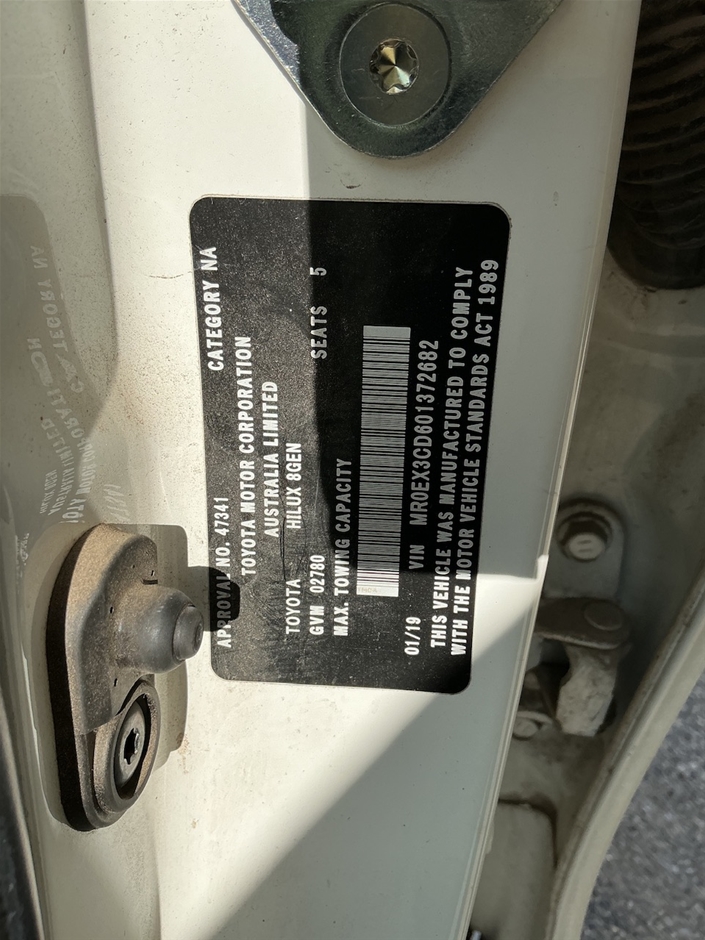 APPROVAL NO. 47341 CATEGORY NA
TOYOTA MOTOR CORPORATION
AUSTRALIA LIMITED
TOYOTA HILUX 8GEN
GVM 02780 SEATS 5
MAX. TOWING CAPACITY
01/19 VIN MR0EX3CD601372682
THIS VEHICLE WAS MANUFACTURED TO COMPLY
WITH THE MOTOR VEHICLE STANDARDS ACT 1989